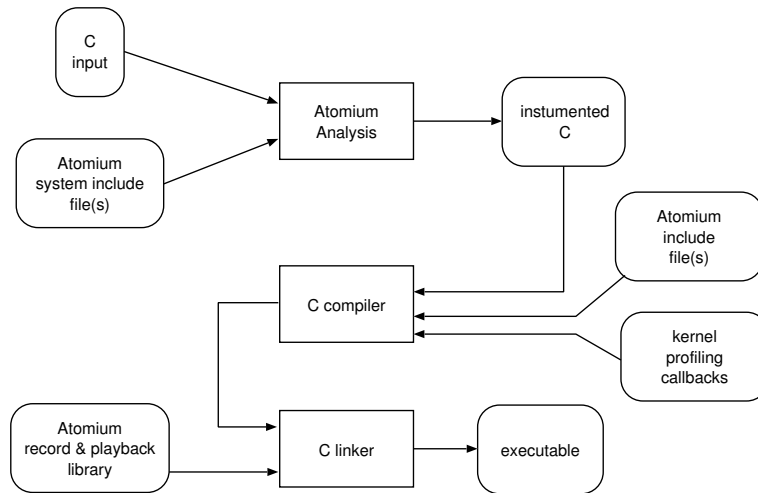 C
input
Atomium
Analysis
instumented
C
Atomium
system include
file(s)
Atomium
include
file(s)
C compiler
kernel
profiling
callbacks
Atomium
record & playback
library
C linker
executable